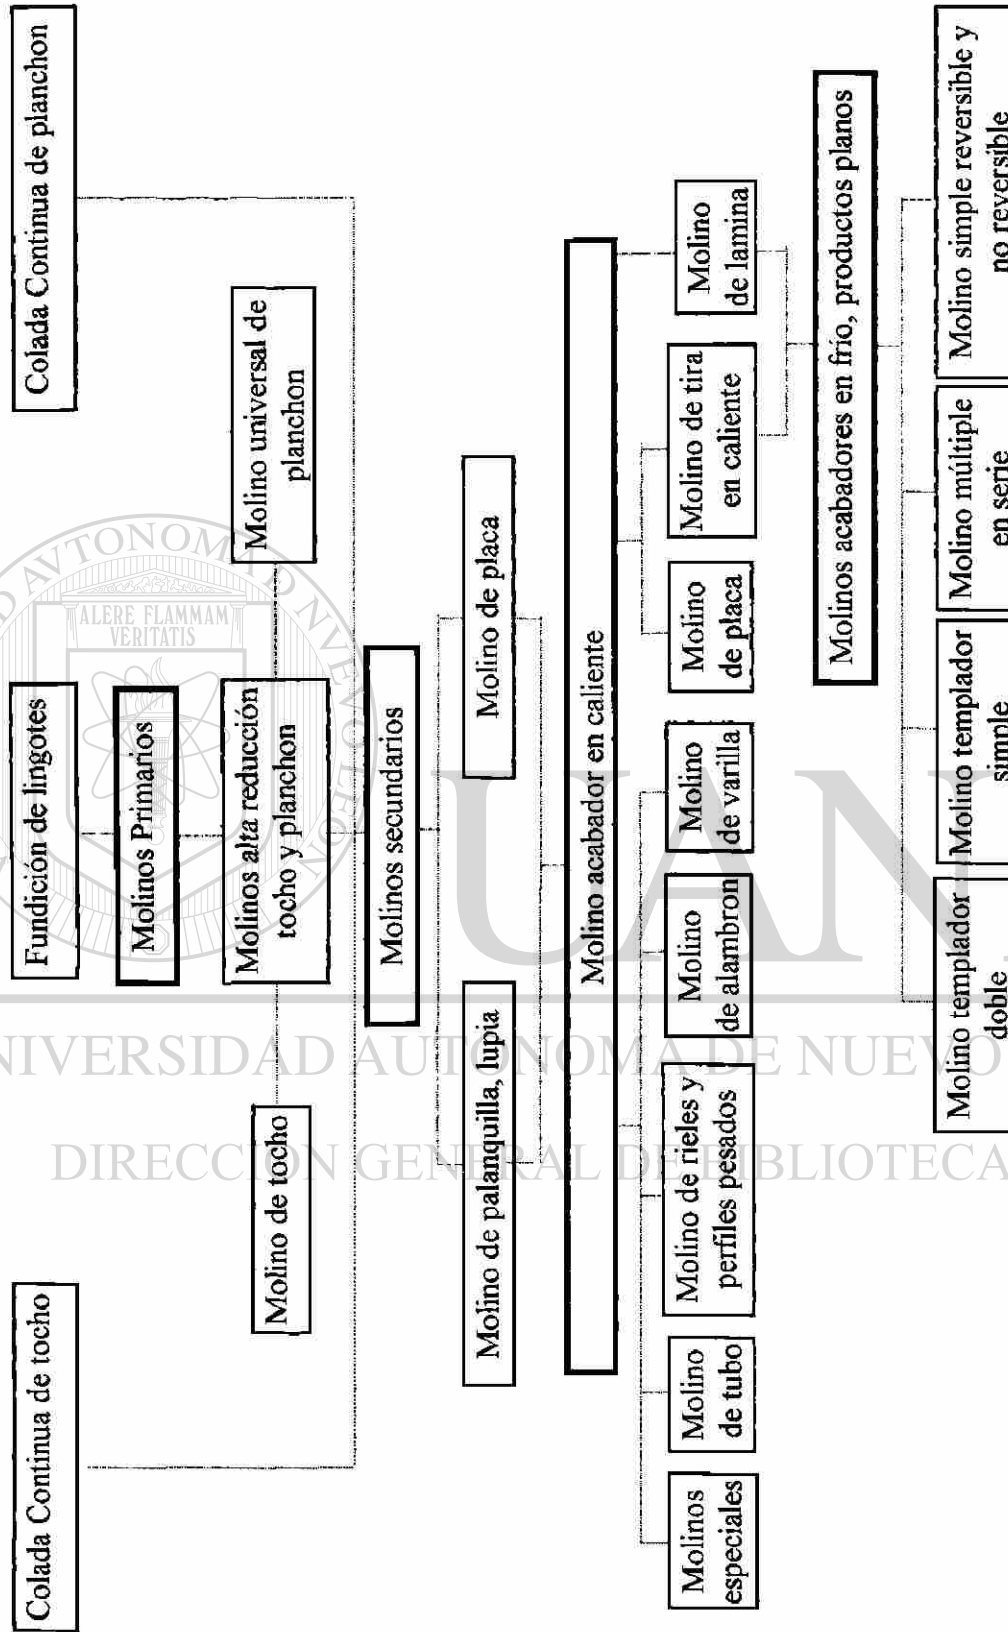 Colada Continua de tocho
Fundición de lingotes
Colada Continua de planchon
Molinos Primarios
Molino de tocho
Molinos alta reducción
tocho y planchon
Molino universal de
planchon
Molinos secundarios
Molino de palanquilla, lupia
Molino de placa
Molino acabador en caliente
Molinos
especiales
Molino
de tubo
Molino de rieles y
perfiles pesados
Molino
de alambron
Molino
de varilla
Molino
de placa
Molino de tira
en caliente
Molino
de lamina
Molinos acabadores en frío, productos planos
Molino templador
doble
Molino templador
simple
Molino múltiple
en serie
Molino simple reversible y
no reversible
ALERE FLAMMAM
VERITATIS
UAN
NIVERSIDAD AUTONOMA DE NUEVO
DIRECCIÓN GENERAL DE BIBLIOTECA